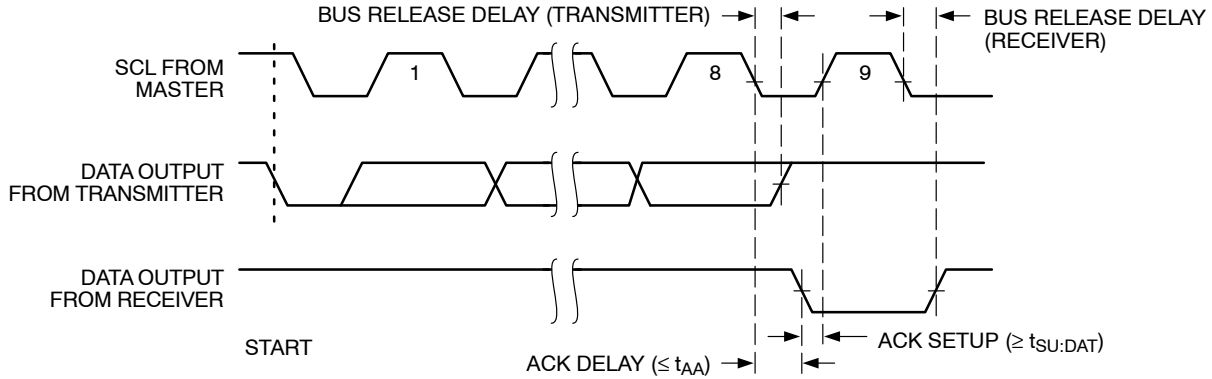 BUS RELEASE DELAY (TRANSMITTER)
BUS RELEASE DELAY
(RECEIVER)
SCL FROM
MASTER
1
8
9
DATA OUTPUT
FROM TRANSMITTER
DATA OUTPUT
FROM RECEIVER
START
ACK SETUP (≥ tSU:DAT)
ACK DELAY (≤ tAA)